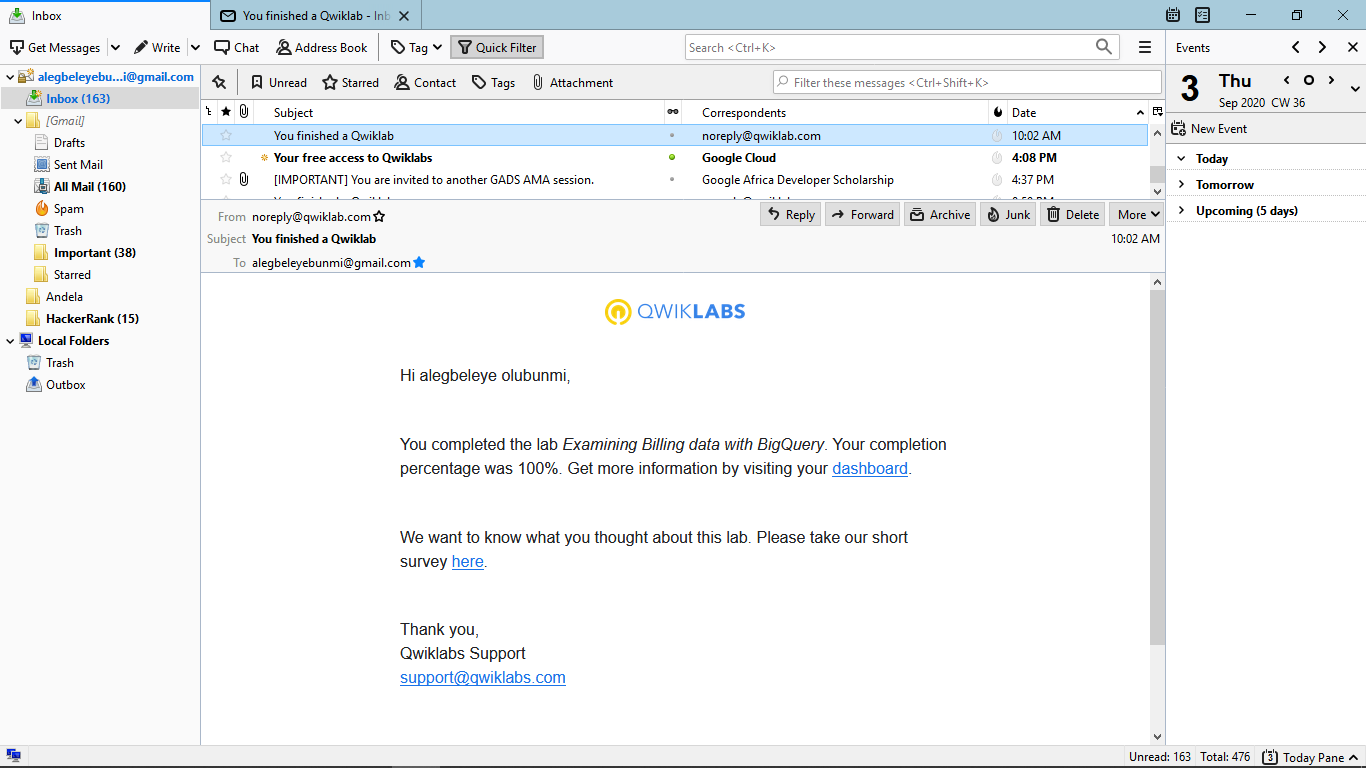 Inbox
You finished a Qwiklab - Inb
Get Messages
Write
Chat
Address Book
Tag
Quick Filter
Search <Ctrl+K>
Events
alegbeleyebu...i@gmail.com
Inbox (163)
[Gmail]
Drafts
Sent Mail
All Mail (160)
Spam
Trash
Important (38)
Starred
Andela
HackerRank (15)
Local Folders
Trash
Outbox
Unread
Starred
Contact
Tags
Attachment
Filter these messages <Ctrl+Shift+K>
Subject
Correspondents
Date
You finished a Qwiklab
noreply@qwiklab.com
10:02 AM
Your free access to Qwiklabs
Google Cloud
4:08 PM
[IMPORTANT] You are invited to another GADS AMA session.
Google Africa Developer Scholarship
4:37 PM
From noreply@qwiklab.com
Reply
Forward
Archive
Junk
Delete
More
Subject You finished a Qwiklab
10:02 AM
To alegbeleyebunmi@gmail.com
QWIKLABS
Hi alegbeleye olubunmi,
You completed the lab Examining Billing data with BigQuery. Your completion
percentage was 100%. Get more information by visiting your dashboard.
We want to know what you thought about this lab. Please take our short
survey here.
Thank you,
Qwiklabs Support
support@qwiklabs.com
3
Thu
Sep 2020 CW 36
New Event
Today
Tomorrow
Upcoming (5 days)
Unread: 163
Total: 476
3
Today Pane